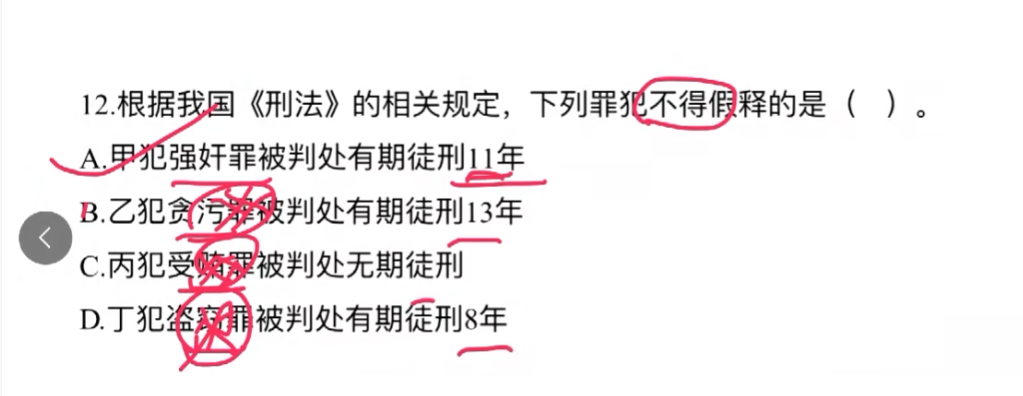 12.根据我国《刑法》的相关规定，下列罪犯不得假释的是（ ）。
A.甲犯强奸罪被判处有期徒刑11年
B.乙犯贪污罪被判处有期徒刑13年
C.丙犯受贿罪被判处无期徒刑
D.丁犯盗窃罪被判处有期徒刑8年